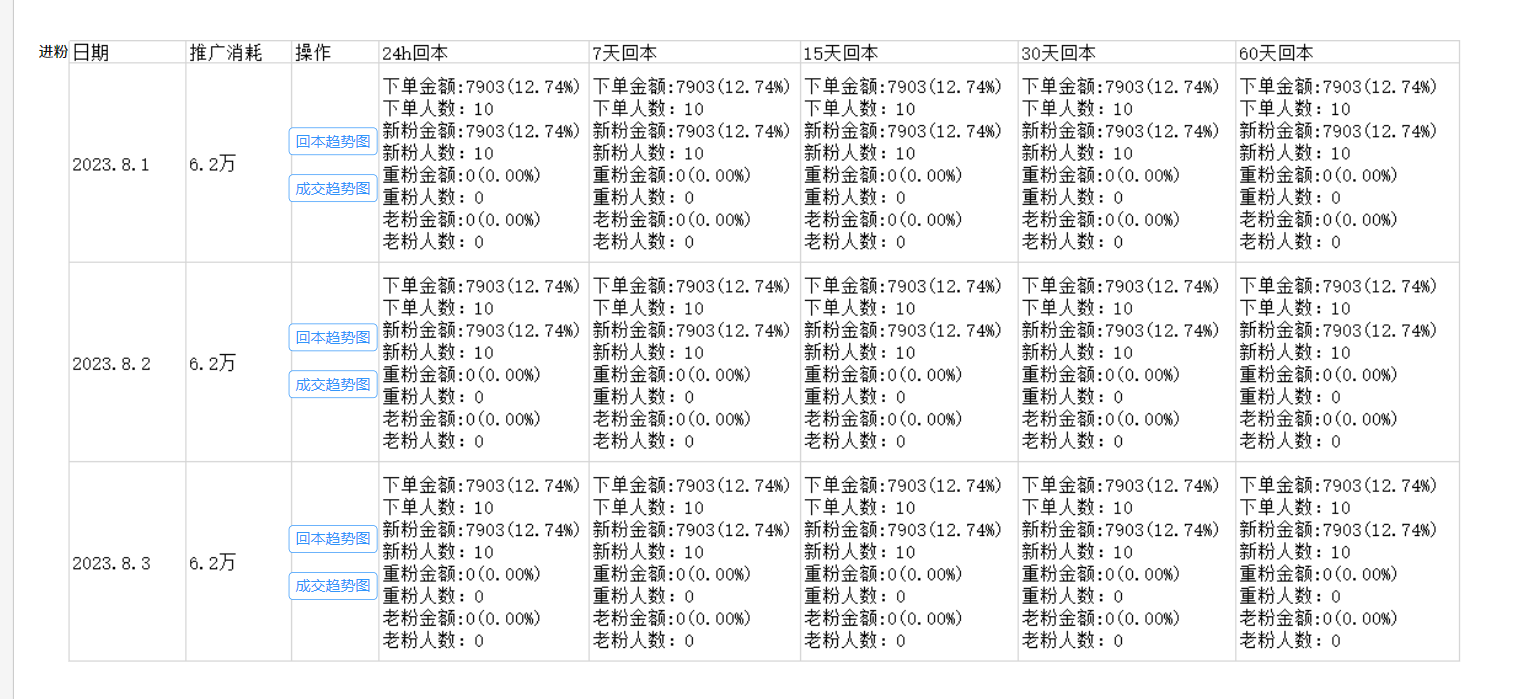 进粉 日期 推广消耗 操作 24h回本 7天回本 15天回本 30天回本 60天回本
下单金额:7903(12.74%) 下单金额:7903(12.74%) 下单金额:7903(12.74%) 下单金额:7903(12.74%) 下单金额:7903(12.74%)
下单人数: 10 下单人数: 10 下单人数: 10 下单人数: 10 下单人数: 10
新粉金额:7903(12.74%) 新粉金额:7903(12.74%) 新粉金额:7903(12.74%) 新粉金额:7903(12.74%) 新粉金额:7903(12.74%)
回本趋势图
新粉人数: 10 新粉人数: 10 新粉人数: 10 新粉人数: 10 新粉人数: 10
2023.8.1 6.2万
重粉金额:0(0.00%) 重粉金额:0(0.00%) 重粉金额:0(0.00%) 重粉金额:0(0.00%) 重粉金额:0(0.00%)
成交趋势图
重粉人数: 0 重粉人数: 0 重粉人数: 0 重粉人数: 0 重粉人数: 0
老粉金额:0(0.00%) 老粉金额:0(0.00%) 老粉金额:0(0.00%) 老粉金额:0(0.00%) 老粉金额:0(0.00%)
老粉人数: 0 老粉人数: 0 老粉人数: 0 老粉人数: 0 老粉人数: 0
下单金额:7903(12.74%) 下单金额:7903(12.74%) 下单金额:7903(12.74%) 下单金额:7903(12.74%) 下单金额:7903(12.74%)
下单人数: 10 下单人数: 10 下单人数: 10 下单人数: 10 下单人数: 10
新粉金额:7903(12.74%) 新粉金额:7903(12.74%) 新粉金额:7903(12.74%) 新粉金额:7903(12.74%) 新粉金额:7903(12.74%)
回本趋势图
新粉人数: 10 新粉人数: 10 新粉人数: 10 新粉人数: 10 新粉人数: 10
2023.8.2 6.2万
重粉金额:0(0.00%) 重粉金额:0(0.00%) 重粉金额:0(0.00%) 重粉金额:0(0.00%) 重粉金额:0(0.00%)
成交趋势图
重粉人数: 0 重粉人数: 0 重粉人数: 0 重粉人数: 0 重粉人数: 0
老粉金额:0(0.00%) 老粉金额:0(0.00%) 老粉金额:0(0.00%) 老粉金额:0(0.00%) 老粉金额:0(0.00%)
老粉人数: 0 老粉人数: 0 老粉人数: 0 老粉人数: 0 老粉人数: 0
下单金额:7903(12.74%) 下单金额:7903(12.74%) 下单金额:7903(12.74%) 下单金额:7903(12.74%) 下单金额:7903(12.74%)
下单人数: 10 下单人数: 10 下单人数: 10 下单人数: 10 下单人数: 10
新粉金额:7903(12.74%) 新粉金额:7903(12.74%) 新粉金额:7903(12.74%) 新粉金额:7903(12.74%) 新粉金额:7903(12.74%)
回本趋势图
新粉人数: 10 新粉人数: 10 新粉人数: 10 新粉人数: 10 新粉人数: 10
2023.8.3 6.2万
重粉金额:0(0.00%) 重粉金额:0(0.00%) 重粉金额:0(0.00%) 重粉金额:0(0.00%) 重粉金额:0(0.00%)
成交趋势图
重粉人数: 0 重粉人数: 0 重粉人数: 0 重粉人数: 0 重粉人数: 0
老粉金额:0(0.00%) 老粉金额:0(0.00%) 老粉金额:0(0.00%) 老粉金额:0(0.00%) 老粉金额:0(0.00%)
老粉人数: 0 老粉人数: 0 老粉人数: 0 老粉人数: 0 老粉人数: 0